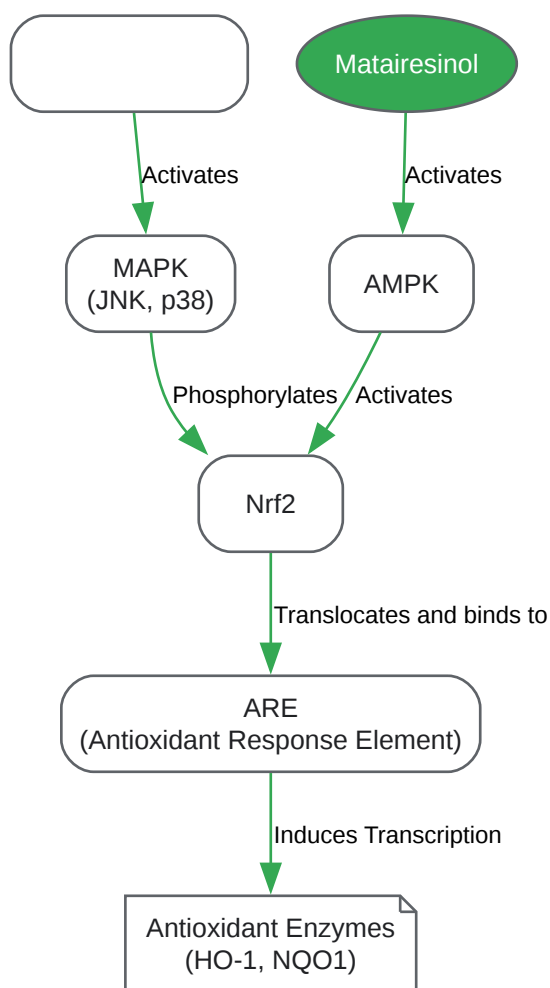 Matairesinol
Activates
Activates
MAPK
(JNK, p38)
AMPK
Phosphorylates
Activates
Nrf2
Translocates and binds to
ARE
(Antioxidant Response Element)
Induces Transcription
Antioxidant Enzymes
(HO-1, NQO1)